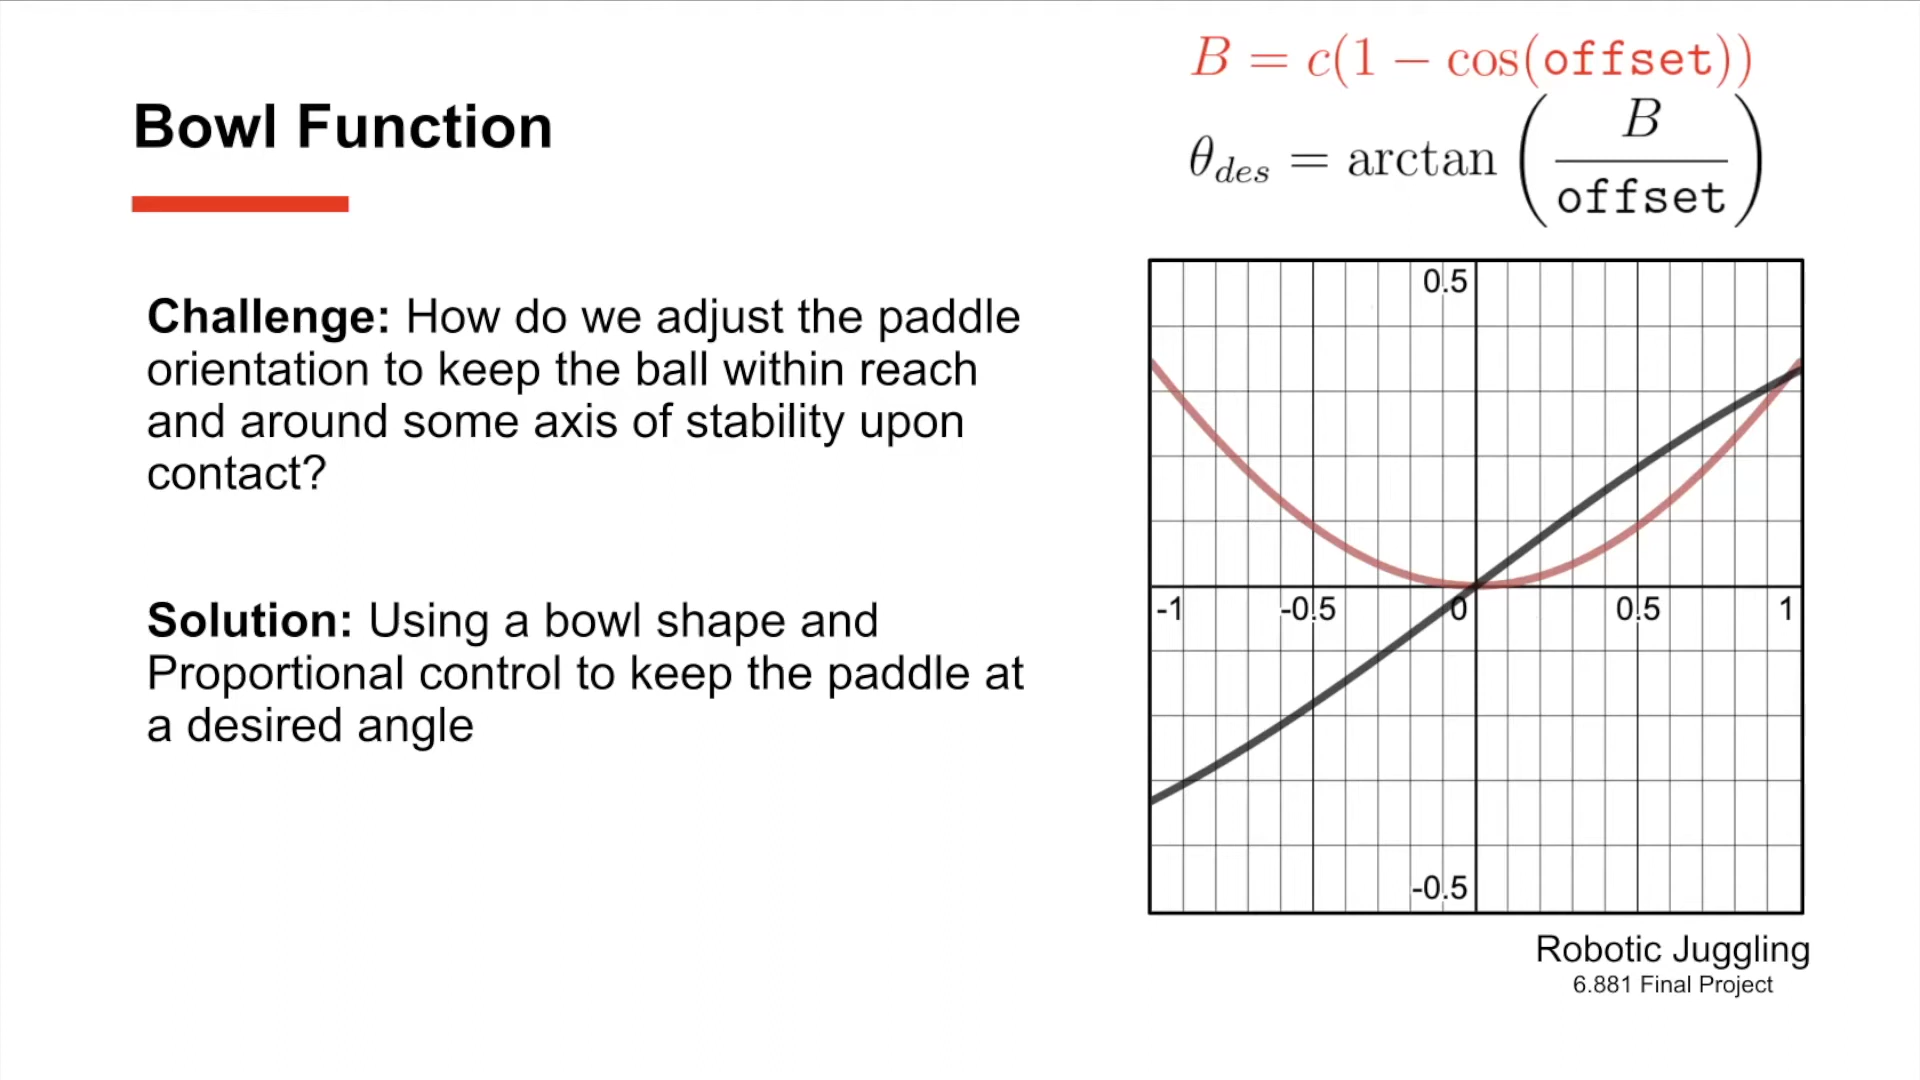 Bowl Function
B = c(1 − cos(offset))
θ_des = arctan(B/offset)
Challenge: How do we adjust the paddle
orientation to keep the ball within reach
and around some axis of stability upon
contact?
Solution: Using a bowl shape and
Proportional control to keep the paddle at
a desired angle
0.5
-1 -0.5 0 0.5 1
-0.5
Robotic Juggling
6.881 Final Project